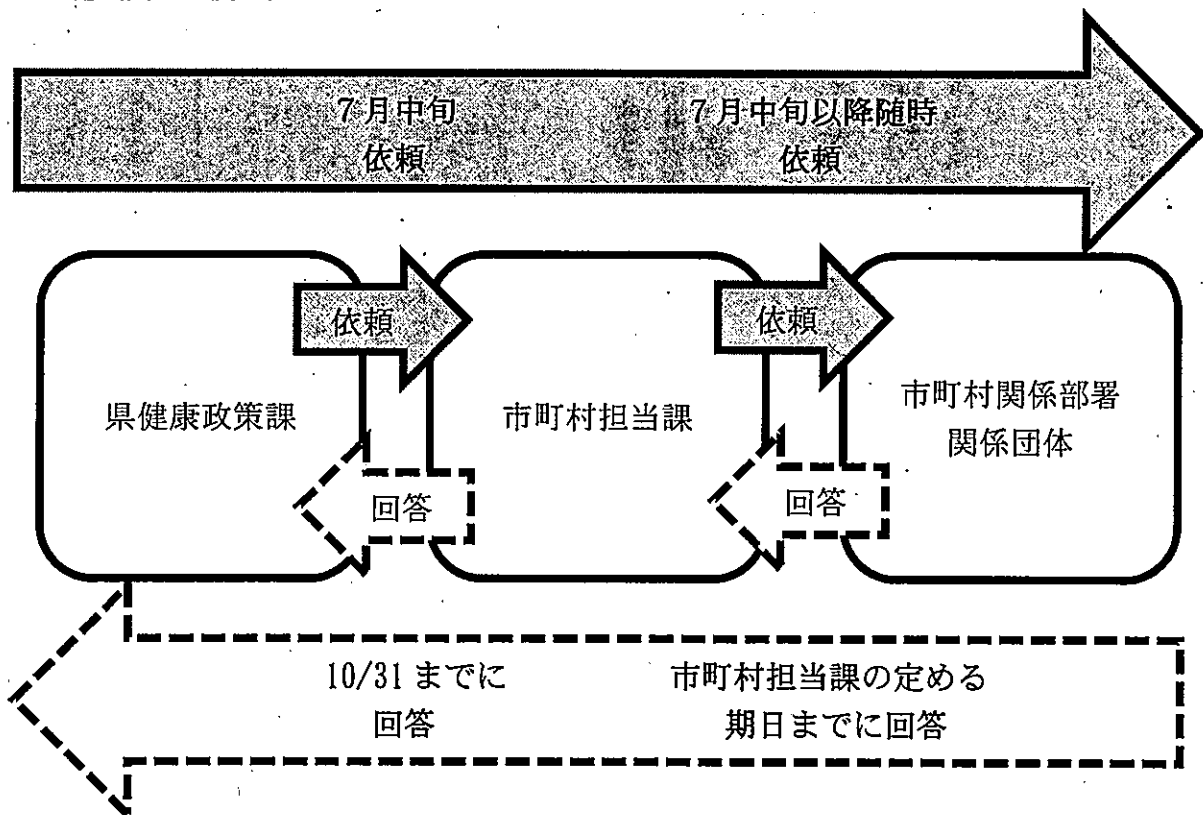 7月中旬
依頼
7月中旬以降随時
依頼
依頼
依頼
県健康政策課
市町村担当課
市町村関係部署
関係団体
回答
回答
10/31までに
回答
市町村担当課の定める
期日までに回答